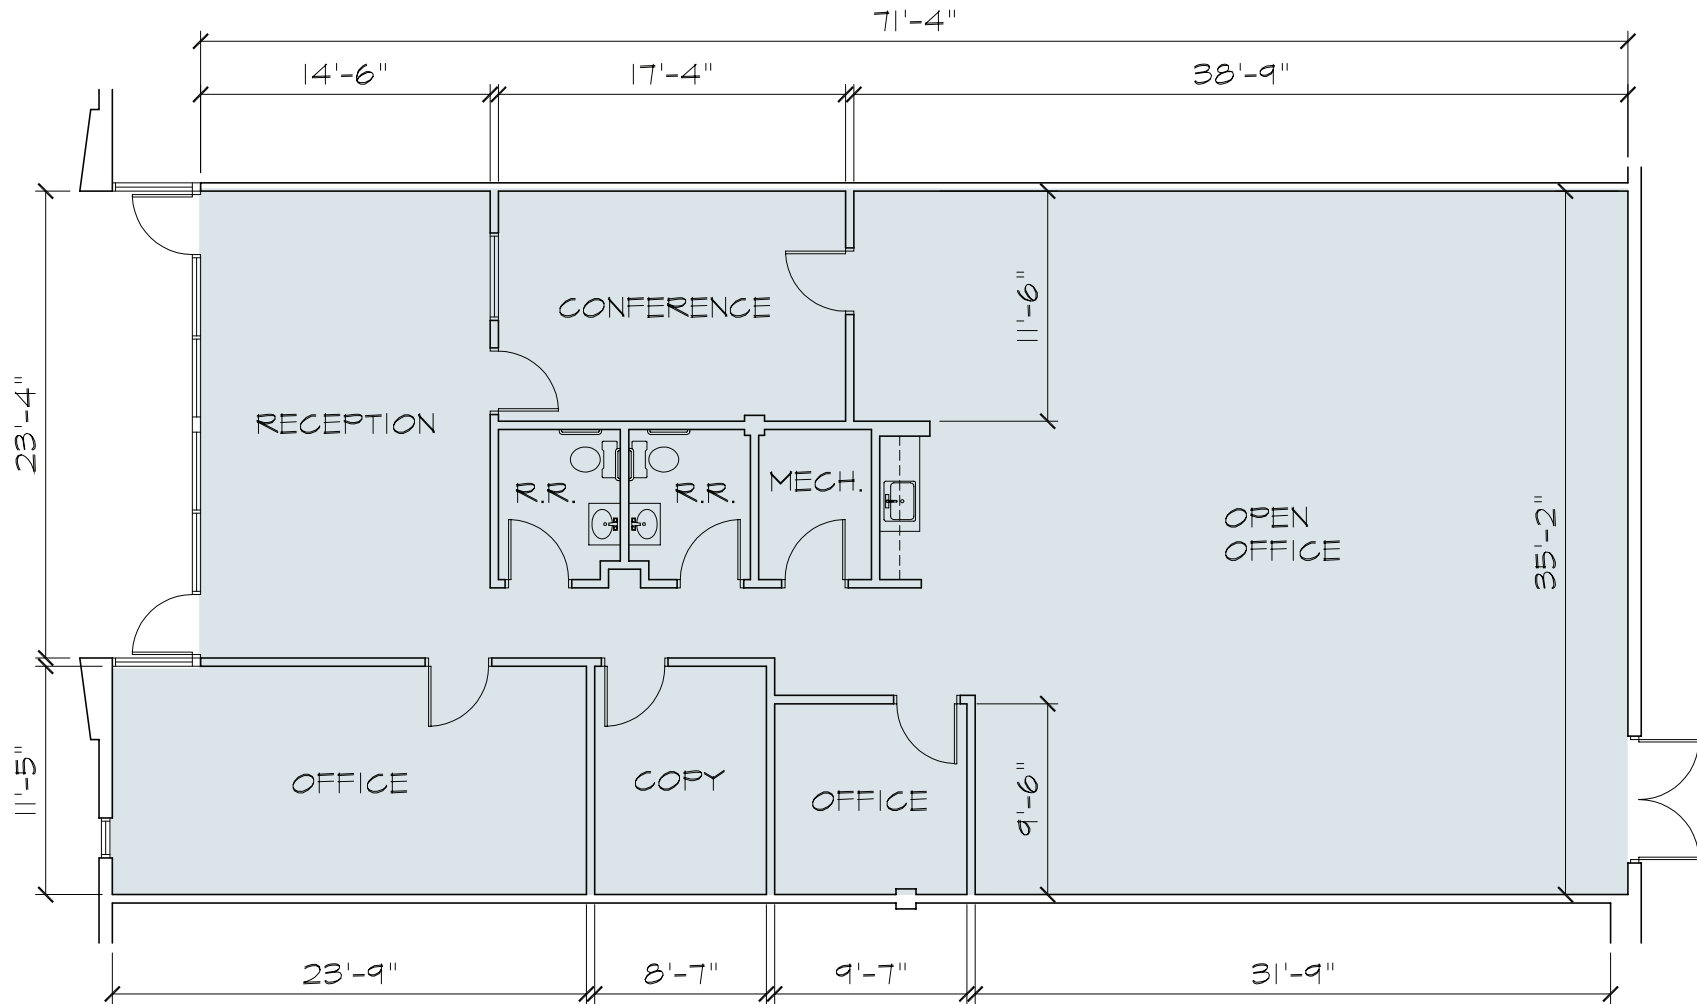 71'-4"
14'-6"
17'-4"
38'-9"
CONFERENCE
11'-6"
23'-4"
RECEPTION
R.R.
R.R.
MECH.
OPEN
OFFICE
35'-2"
11'-5"
OFFICE
COPY
OFFICE
9'-6"
23'-9"
8'-7"
9'-7"
31'-9"